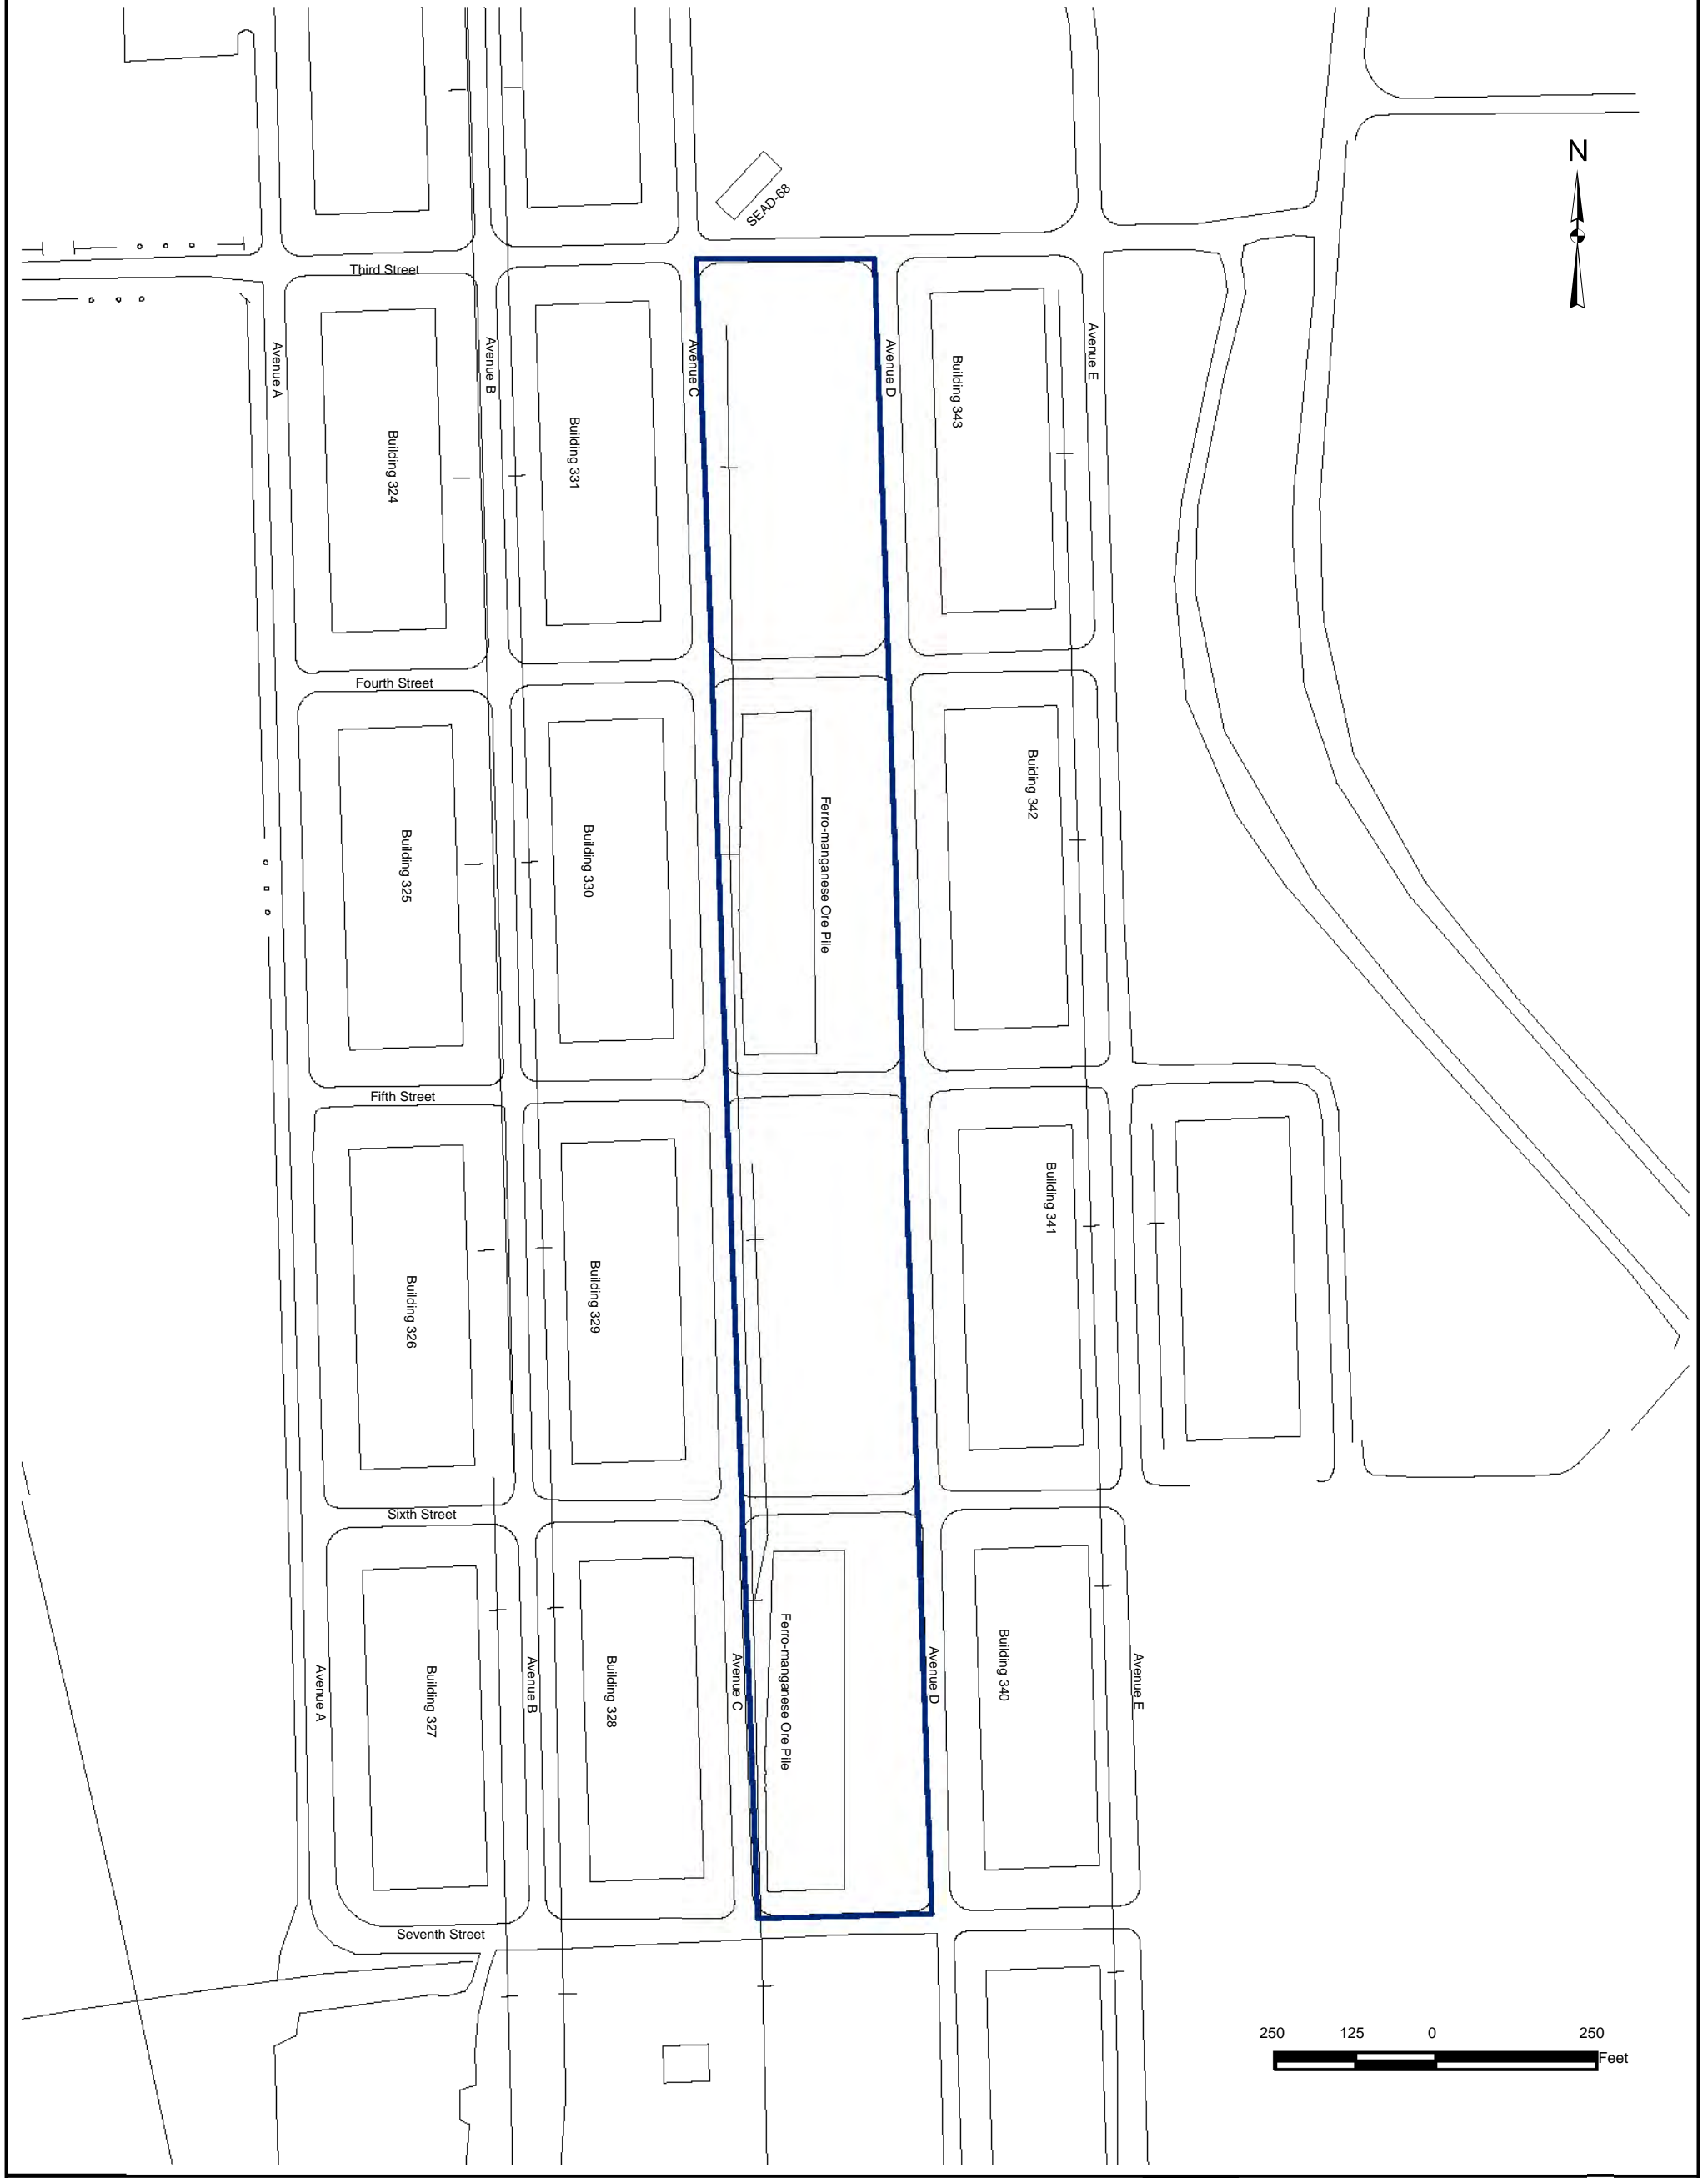 N
SEAD-68
Third Street
Avenue A
Avenue B
Avenue C
Avenue D
Avenue E
Building 324
Building 331
Building 343
Fourth Street
Building 325
Building 330
Ferro-manganese Ore Pile
Buiding 342
Fifth Street
Building 326
Building 329
Building 341
Sixth Street
Avenue A
Building 327
Avenue B
Building 328
Avenue C
Ferro-manganese Ore Pile
Avenue D
Building 340
Avenue E
Seventh Street
250 125 0 250
Feet